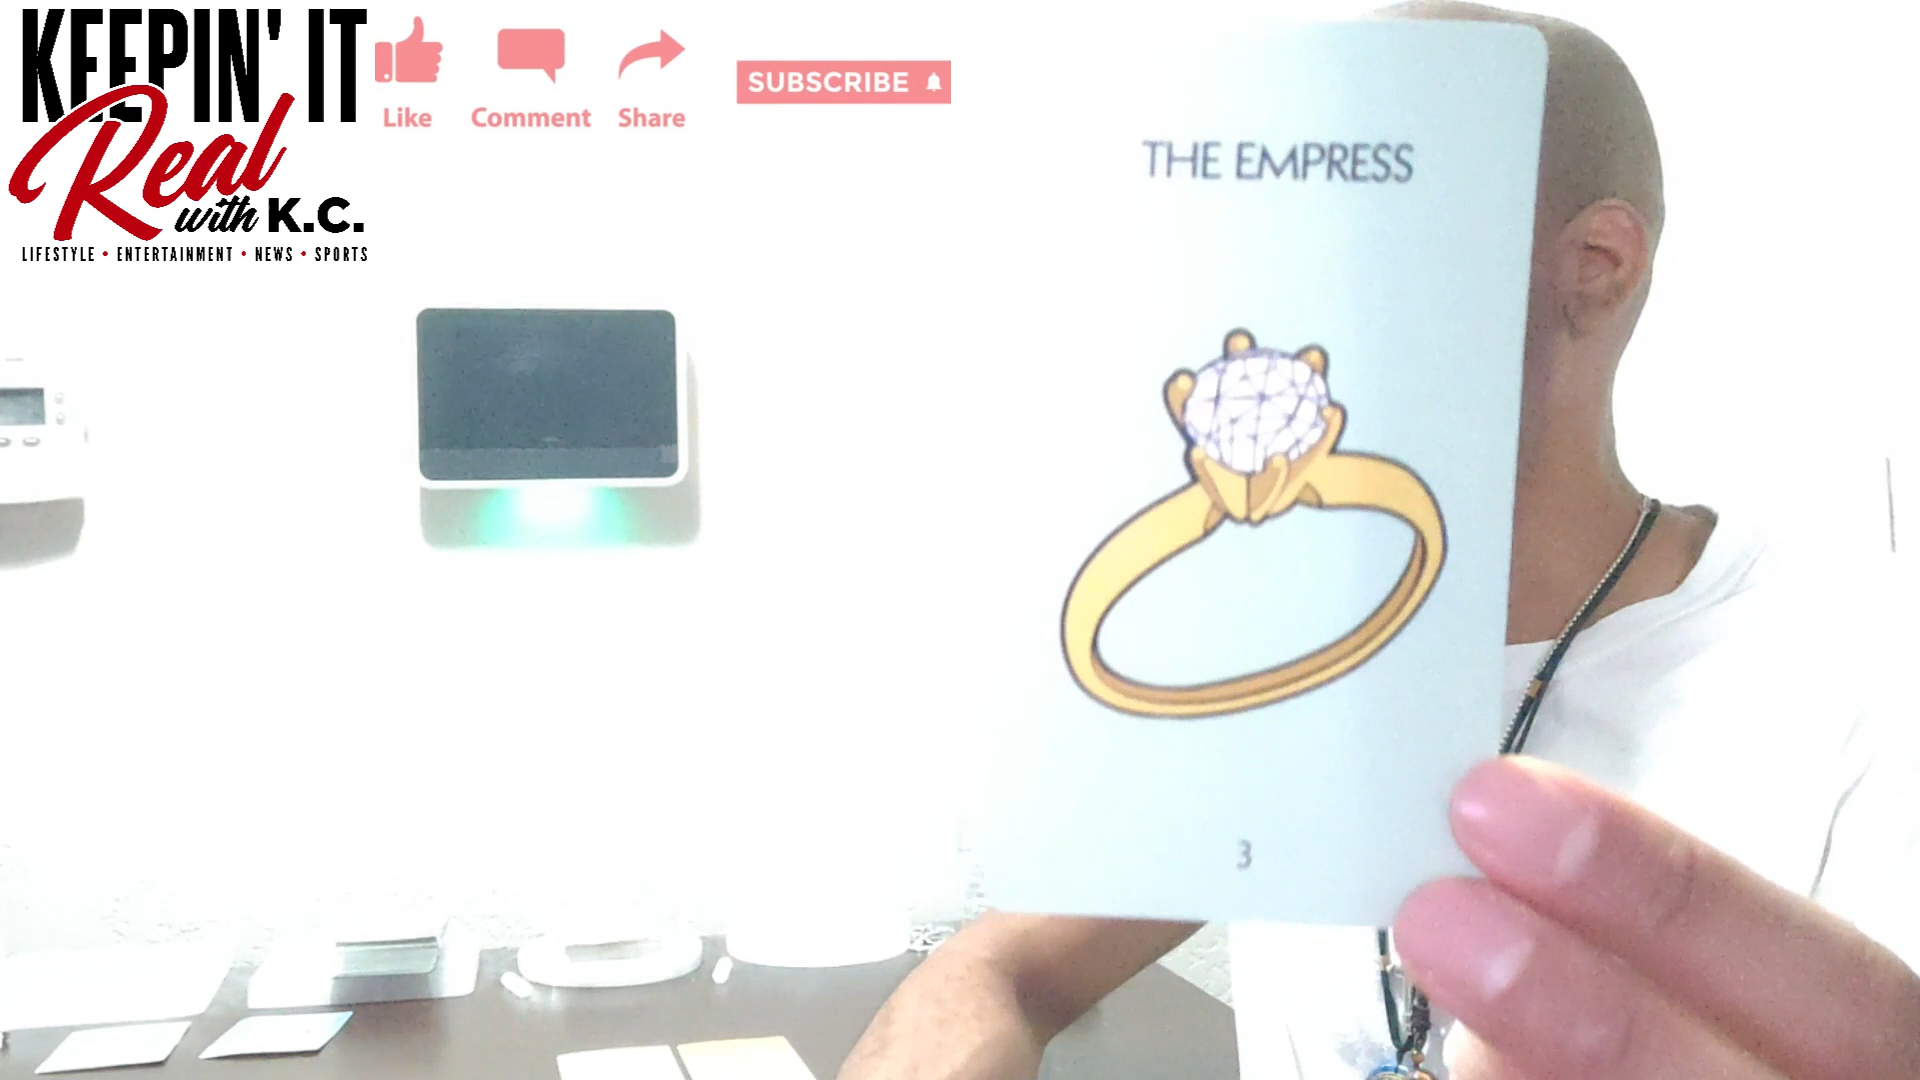 KEEPIN' IT
Real
with K.C.
LIFESTYLE • ENTERTAINMENT • NEWS • SPORTS
Like
Comment
Share
SUBSCRIBE
THE EMPRESS
3